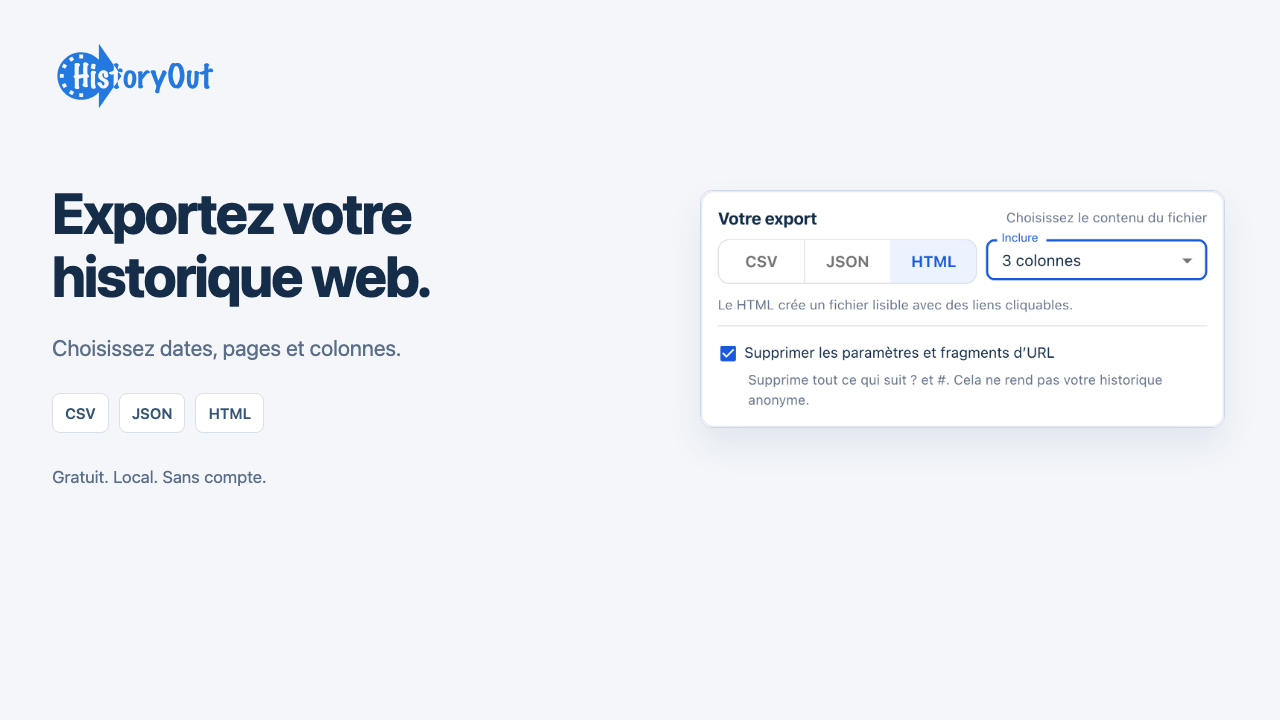 HistoryOut
Exportez votre
historique web.
Choisissez dates, pages et colonnes.
CSV
JSON
HTML
Gratuit. Local. Sans compte.
Votre export
Choisissez le contenu du fichier
CSV
JSON
HTML
Inclure
3 colonnes
Le HTML crée un fichier lisible avec des liens cliquables.
Supprimer les paramètres et fragments d’URL
Supprime tout ce qui suit ? et #. Cela ne rend pas votre historique
anonyme.